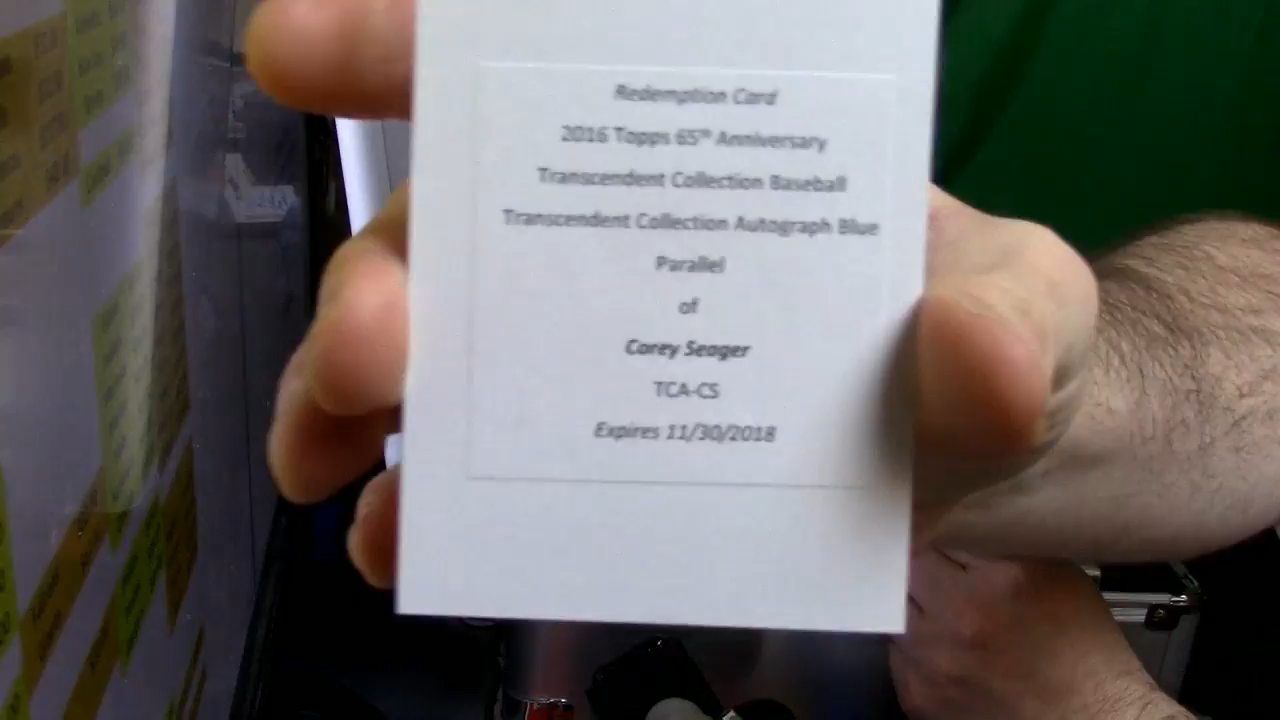 Redemption Card
2016 Topps 65th Anniversary
Transcendent Collection Baseball
Transcendent Collection Autograph Blue
Parallel
of
Corey Seager
TCA-CS
Expires 11/30/2018